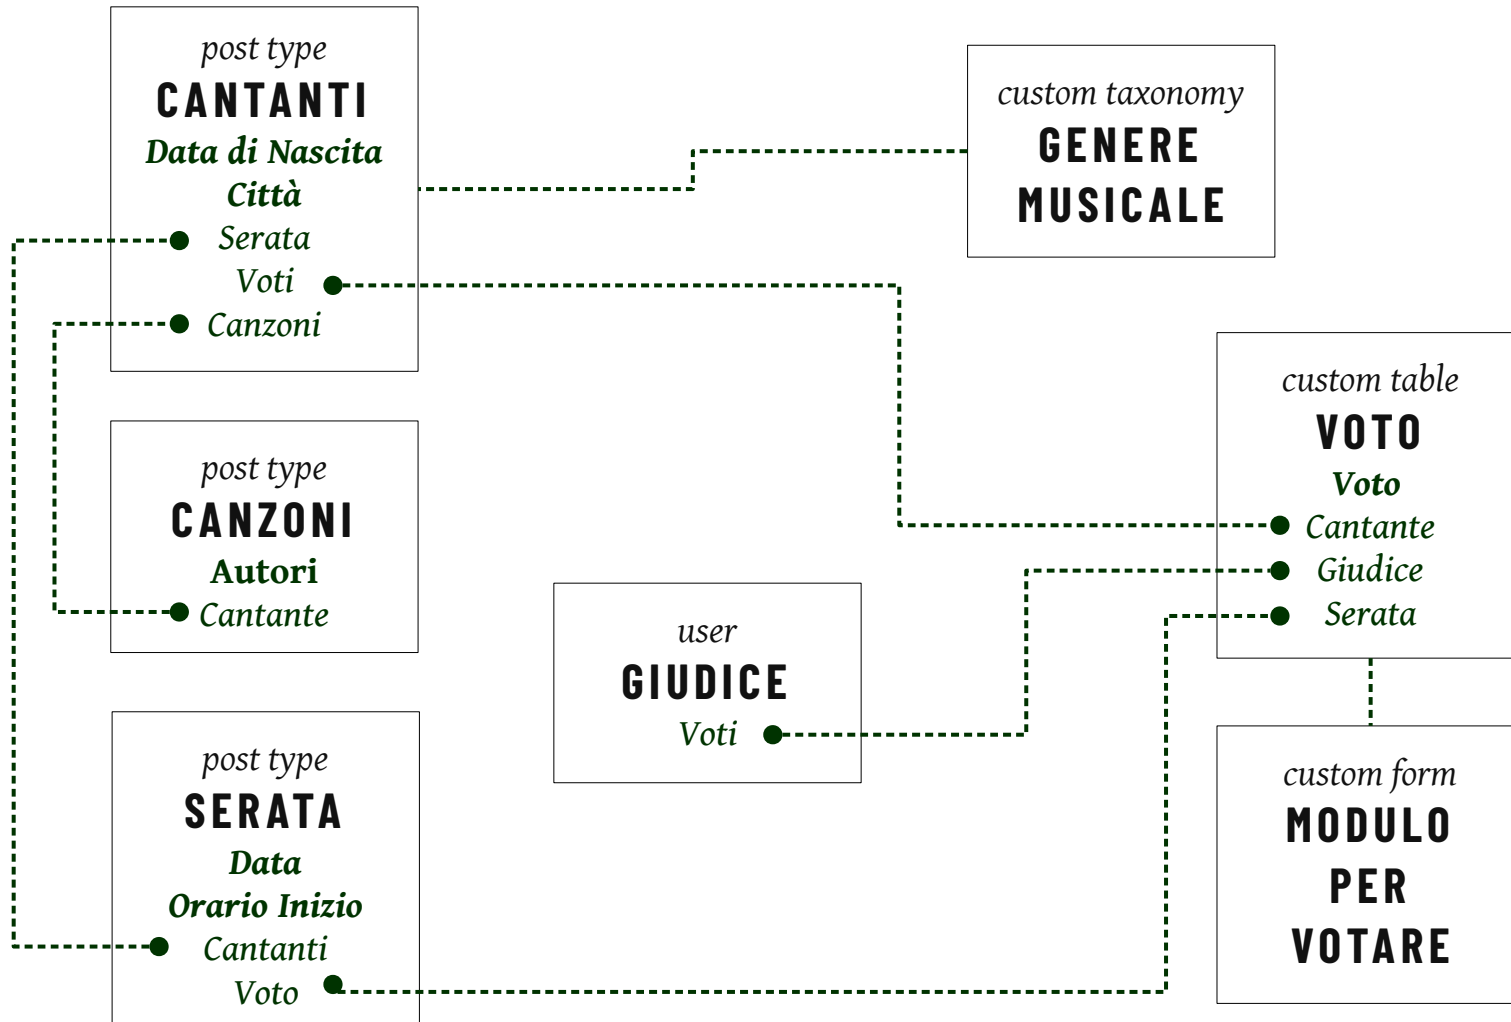 post type
CANTANTI
Data di Nascita
Città
Serata
Voti
Canzoni
custom taxonomy
GENERE
MUSICALE
post type
CANZONI
Autori
Cantante
custom table
VOTO
Voto
Cantante
Giudice
Serata
user
GIUDICE
Voti
post type
SERATA
Data
Orario Inizio
Cantanti
Voto
custom form
MODULO
PER
VOTARE